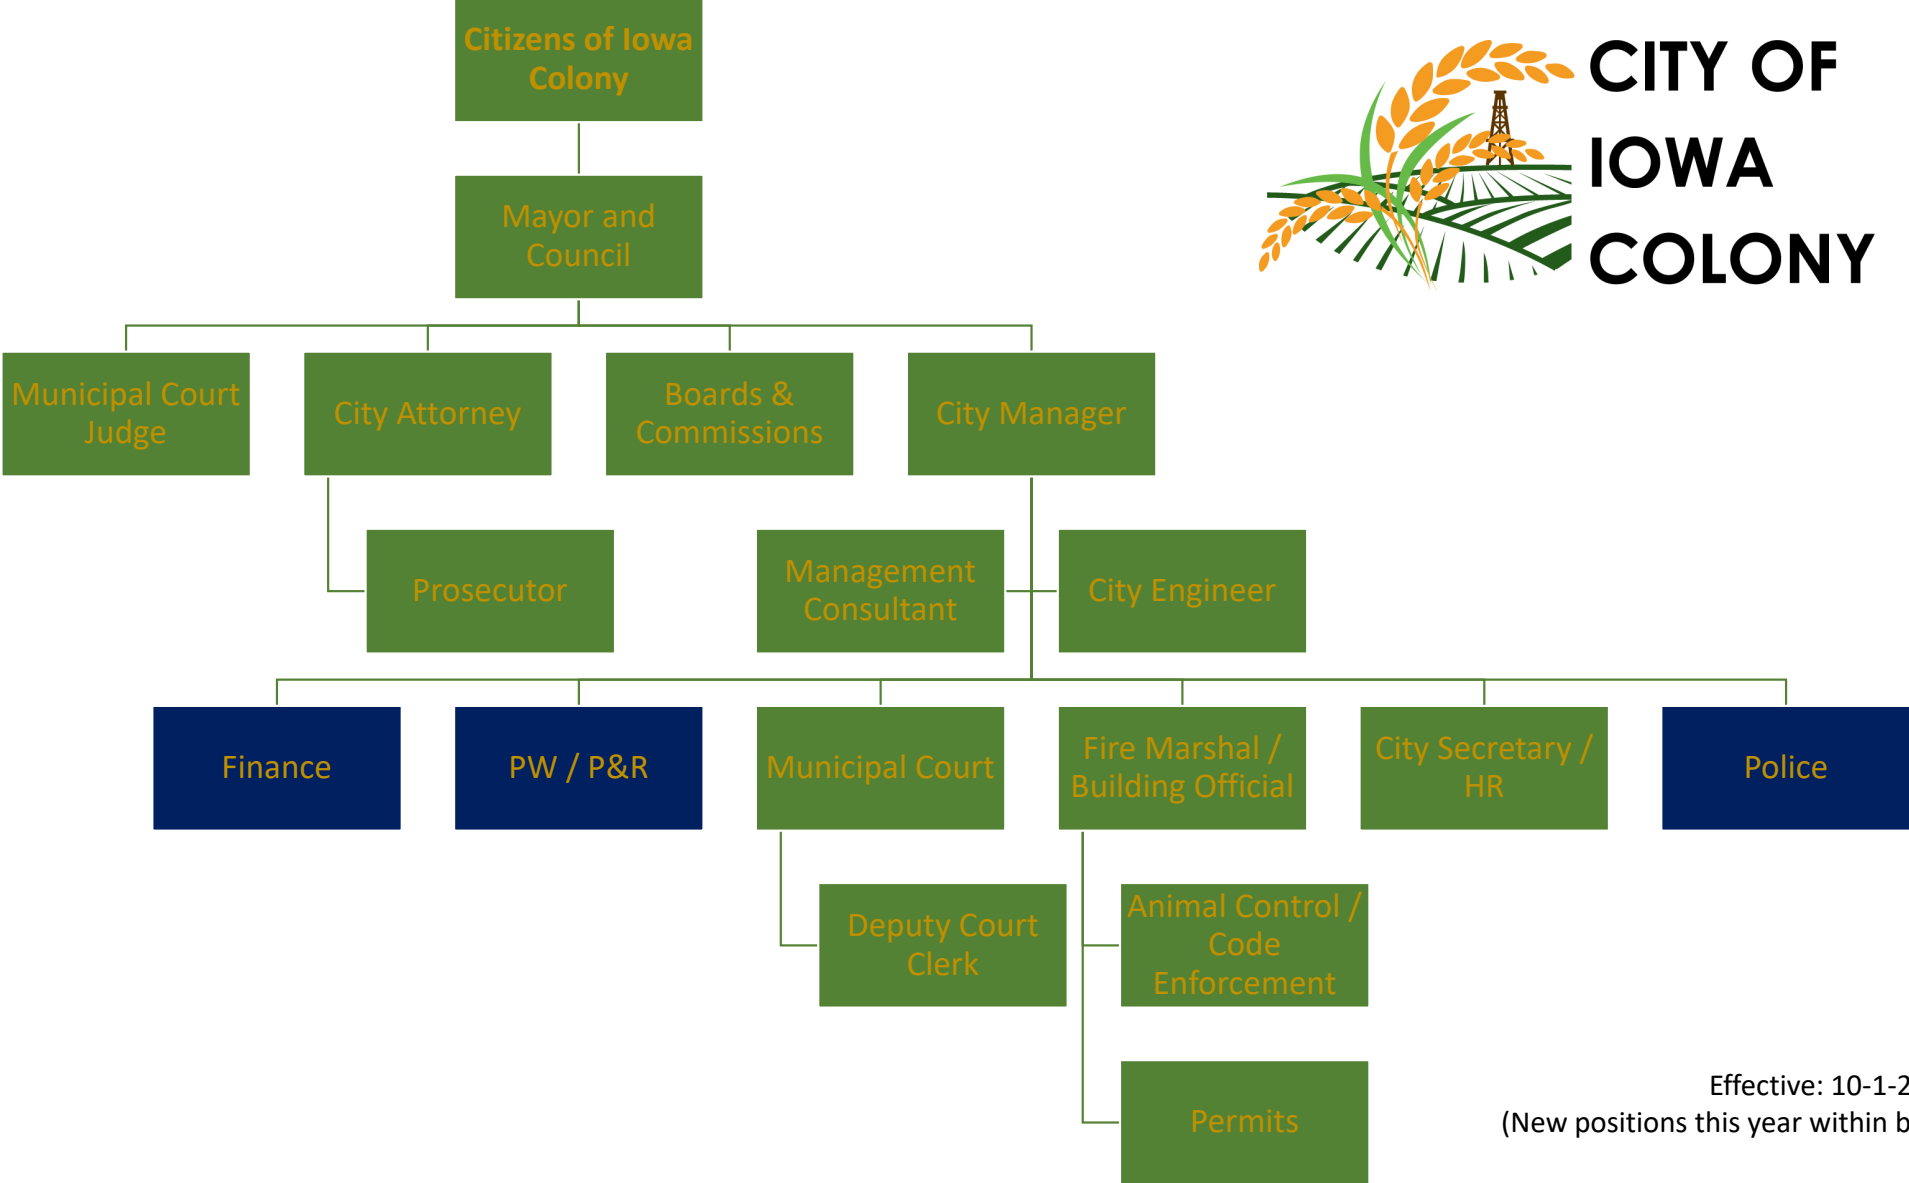 Citizens of Iowa
Colony
CITY OF
IOWA
COLONY
Mayor and
Council
Municipal Court
Judge
City Attorney
Boards &
Commissions
City Manager
Prosecutor
Management
Consultant
City Engineer
Finance
PW / P&R
Municipal Court
Fire Marshal /
Building Official
City Secretary /
HR
Police
Deputy Court
Clerk
Animal Control /
Code
Enforcement
Permits
Effective: 10-1-2
(New positions this year within b